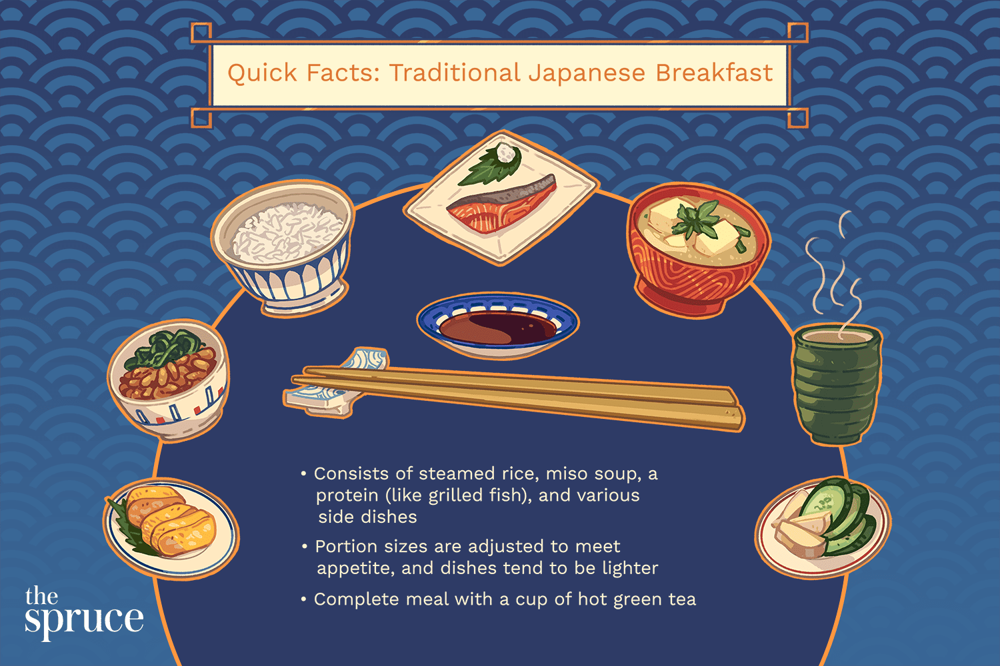 Quick Facts: Traditional Japanese Breakfast
• Consists of steamed rice, miso soup, a
protein (like grilled fish), and various
side dishes
• Portion sizes are adjusted to meet
appetite, and dishes tend to be lighter
• Complete meal with a cup of hot green tea
the
spruce